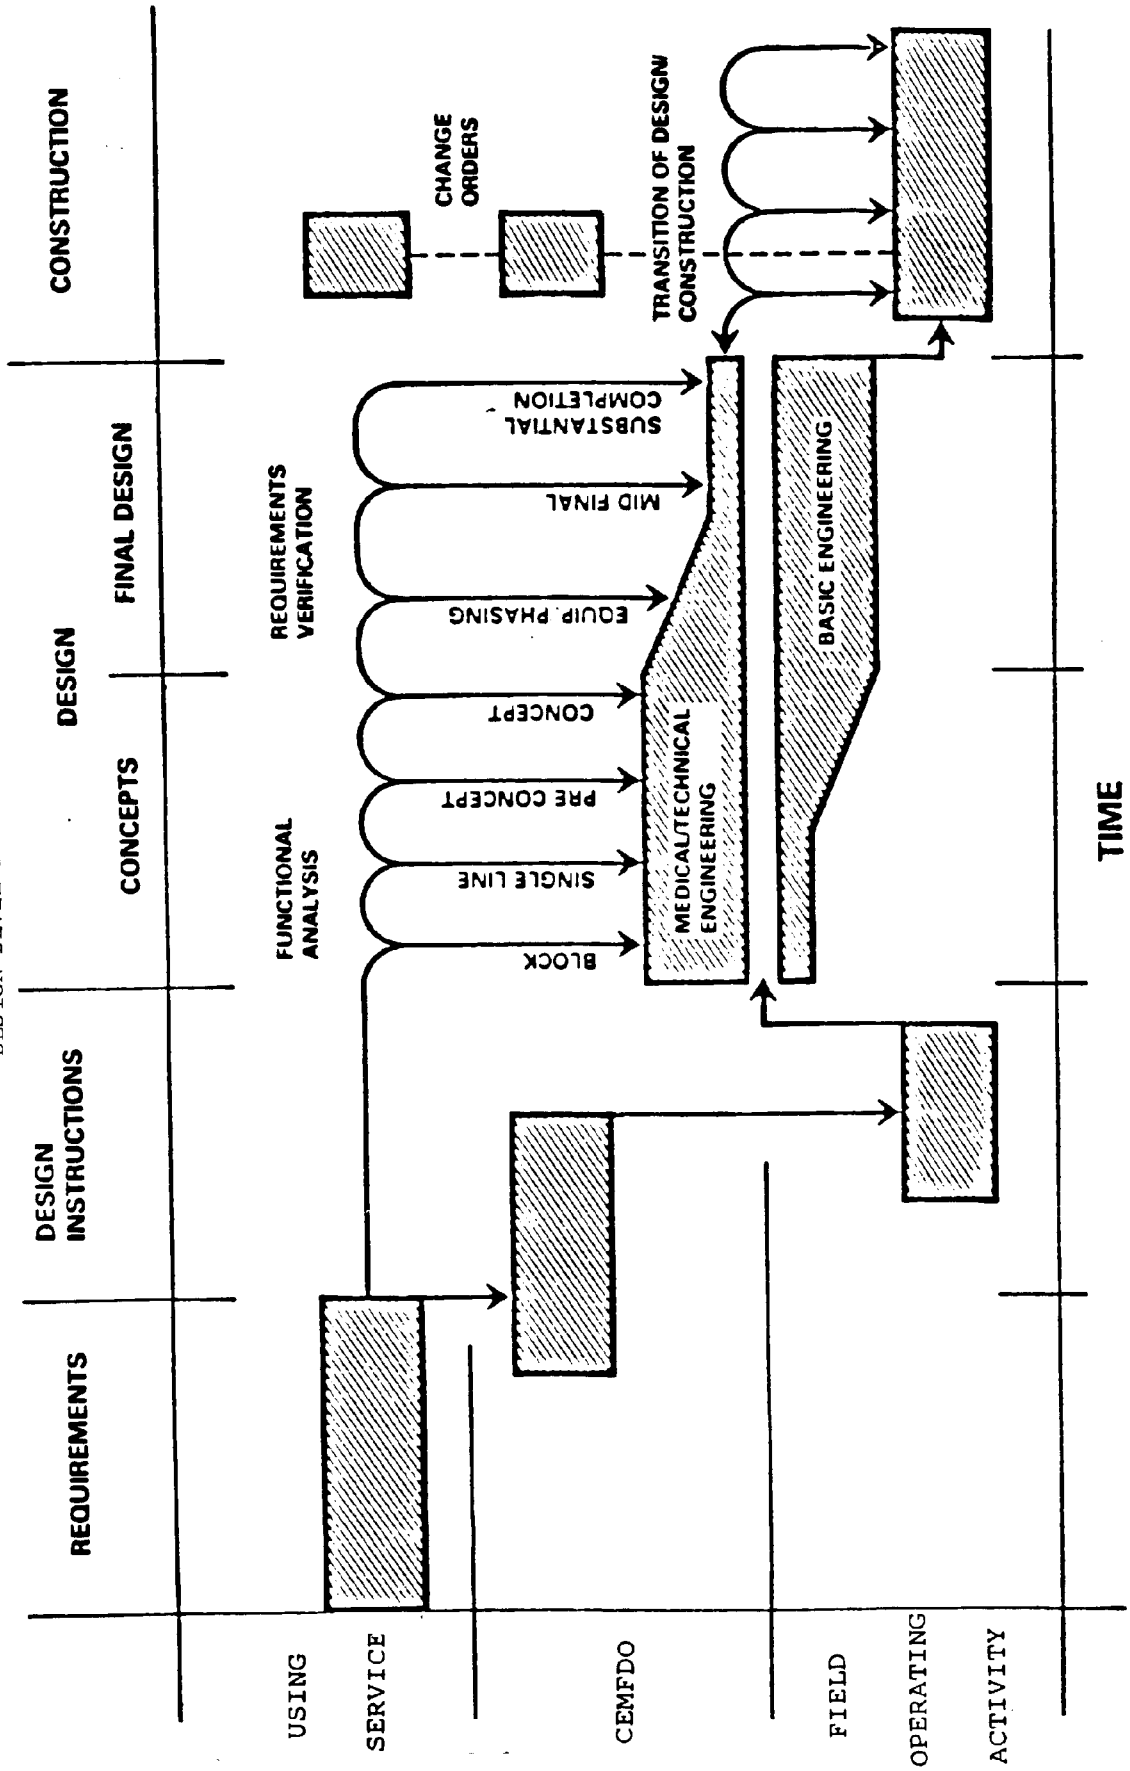 REQUIREMENTS
DESIGN
INSTRUCTIONS
DESIGN
CONCEPTS
FINAL DESIGN
CONSTRUCTION
USING
SERVICE
CEMFDO
FIELD
OPERATING
ACTIVITY
FUNCTIONAL
ANALYSIS
REQUIREMENTS
VERIFICATION
CHANGE
ORDERS
BLOCK
SINGLE LINE
PRE CONCEPT
CONCEPT
EQUIP. PHASING
MID FINAL
SUBSTANTIAL
COMPLETION
TRANSITION OF DESIGN/
CONSTRUCTION
MEDICAL/TECHNICAL
ENGINEERING
BASIC ENGINEERING
TIME